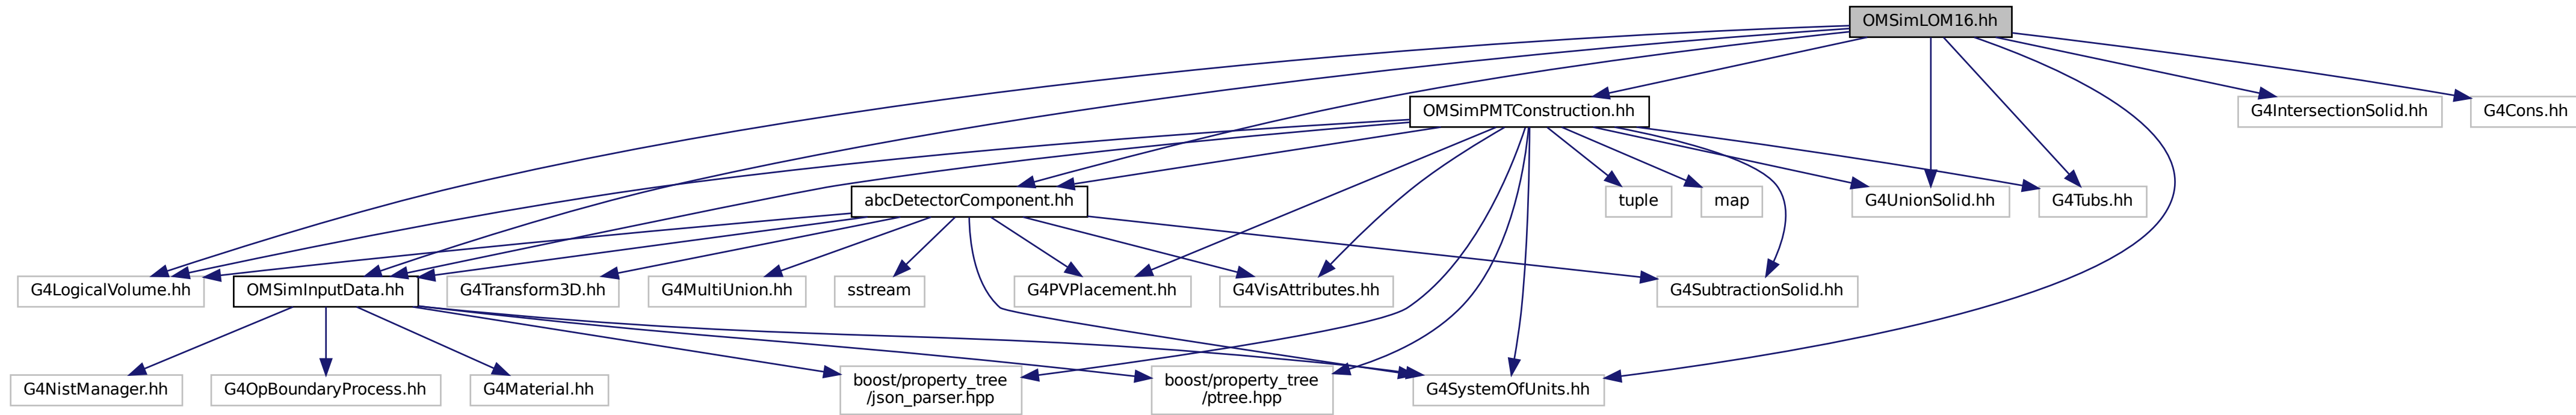 OMSimLOM16.hh
OMSimPMTConstruction.hh
G4IntersectionSolid.hh
G4Cons.hh
abcDetectorComponent.hh
tuple
map
G4UnionSolid.hh
G4Tubs.hh
G4LogicalVolume.hh
OMSimInputData.hh
G4Transform3D.hh
G4MultiUnion.hh
sstream
G4PVPlacement.hh
G4VisAttributes.hh
G4SubtractionSolid.hh
G4NistManager.hh
G4OpBoundaryProcess.hh
G4Material.hh
boost/property_tree
/json_parser.hpp
boost/property_tree
/ptree.hpp
G4SystemOfUnits.hh